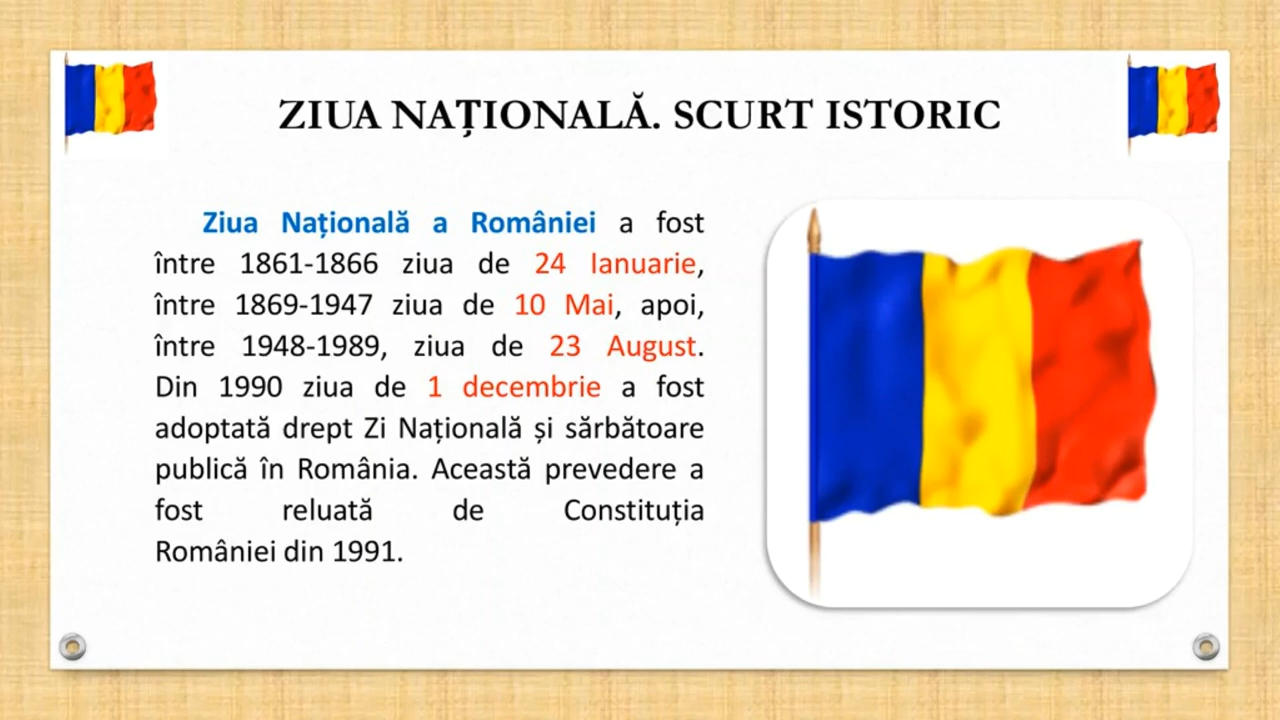 ZIUA NAȚIONALĂ. SCURT ISTORIC
Ziua Națională a României a fost
între 1861-1866 ziua de 24 Ianuarie,
între 1869-1947 ziua de 10 Mai, apoi,
între 1948-1989, ziua de 23 August.
Din 1990 ziua de 1 decembrie a fost
adoptată drept Zi Națională și sărbătoare
publică în România. Această prevedere a
fost reluată de Constituția
României din 1991.